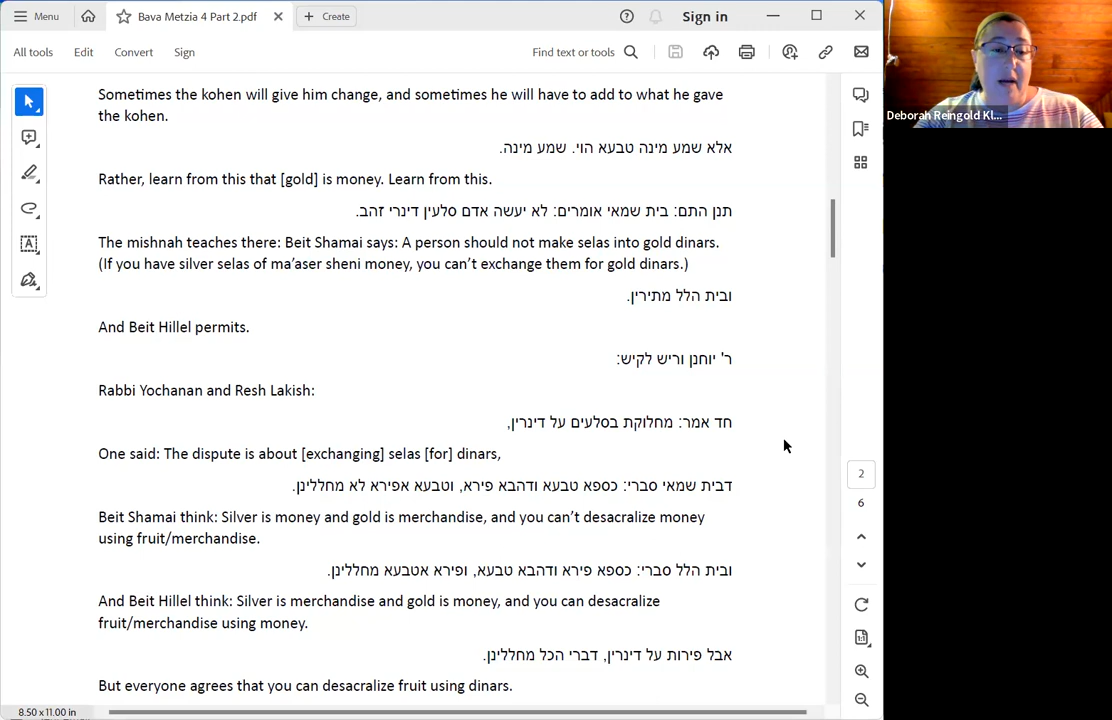 Menu
Bava Metzia 4 Part 2.pdf
Create
Sign in
All tools
Edit
Convert
Sign
Find text or tools
Deborah Reingold Kl...
Sometimes the kohen will give him change, and sometimes he will have to add to what he gave
the kohen.
אלא שמע מינה טבעא הוי. שמע מינה.
Rather, learn from this that [gold] is money. Learn from this.
תנן התם: בית שמאי אומרים: לא יעשה אדם סלעין דינרי זהב.
The mishnah teaches there: Beit Shamai says: A person should not make selas into gold dinars.
(If you have silver selas of ma’aser sheni money, you can’t exchange them for gold dinars.)
ובית הלל מתירין.
And Beit Hillel permits.
ר' יוחנן וריש לקיש:
Rabbi Yochanan and Resh Lakish:
חד אמר: מחלוקת בסלעים על דינרין,
One said: The dispute is about [exchanging] selas [for] dinars,
דבית שמאי סברי: כספא טבעא ודהבא פירא, וטבעא אפירא לא מחללינן.
Beit Shamai think: Silver is money and gold is merchandise, and you can’t desacralize money
using fruit/merchandise.
ובית הלל סברי: כספא פירא ודהבא טבעא, ופירא אטבעא מחללינן.
And Beit Hillel think: Silver is merchandise and gold is money, and you can desacralize
fruit/merchandise using money.
אבל פירות על דינרין, דברי הכל מחללינן.
But everyone agrees that you can desacralize fruit using dinars.
2
6
1:1
8.50 x 11.00 in